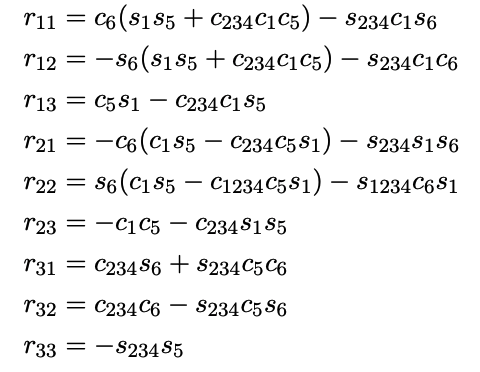 r₁₁ = c₆(s₁s₅ + c₂₃₄c₁c₅) − s₂₃₄c₁s₆
r₁₂ = −s₆(s₁s₅ + c₂₃₄c₁c₅) − s₂₃₄c₁c₆
r₁₃ = c₅s₁ − c₂₃₄c₁s₅
r₂₁ = −c₆(c₁s₅ − c₂₃₄c₅s₁) − s₂₃₄s₁s₆
r₂₂ = s₆(c₁s₅ − c₁₂₃₄c₅s₁) − s₁₂₃₄c₆s₁
r₂₃ = −c₁c₅ − c₂₃₄s₁s₅
r₃₁ = c₂₃₄s₆ + s₂₃₄c₅c₆
r₃₂ = c₂₃₄c₆ − s₂₃₄c₅s₆
r₃₃ = −s₂₃₄s₅